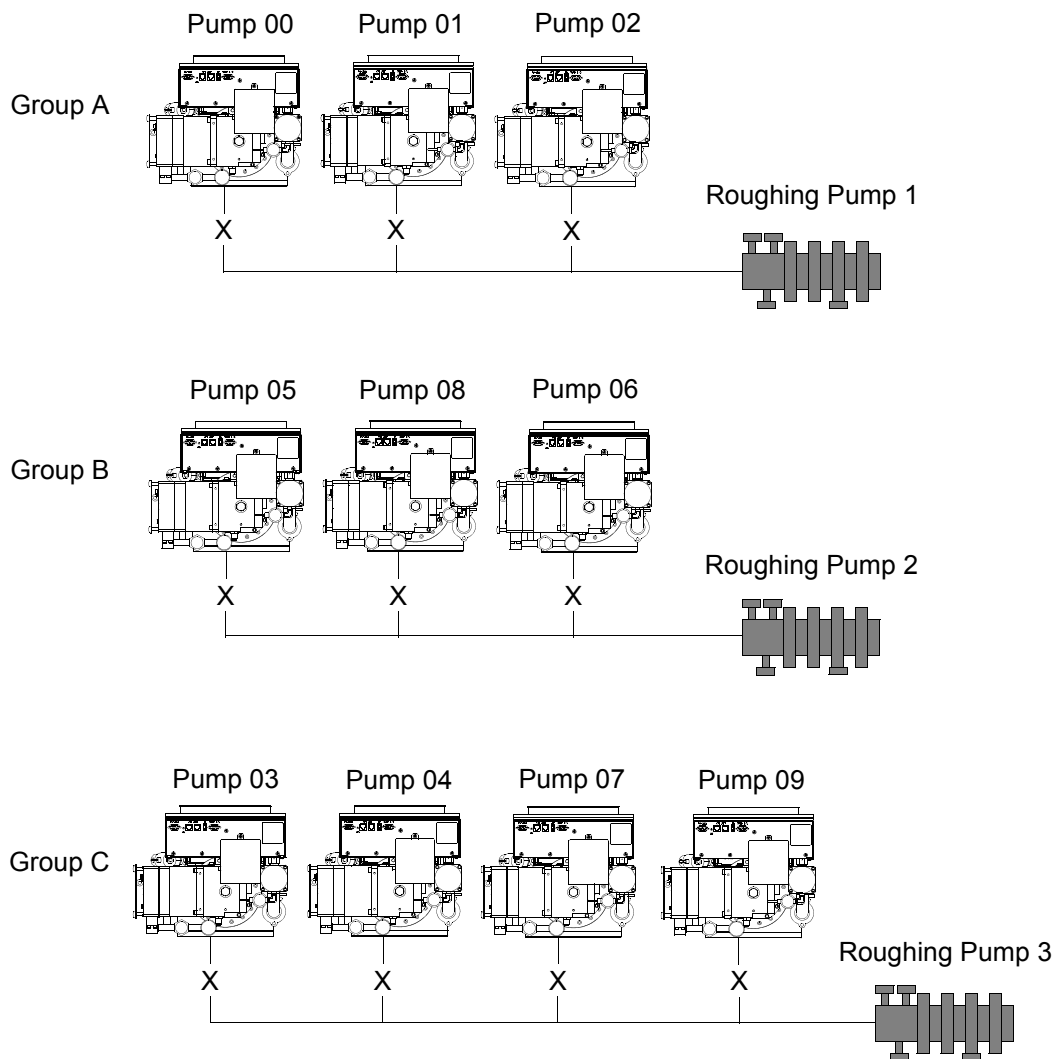 Pump 00 Pump 01 Pump 02
Group A
Roughing Pump 1
X X X
Pump 05 Pump 08 Pump 06
Group B
Roughing Pump 2
X X X
Pump 03 Pump 04 Pump 07 Pump 09
Group C
Roughing Pump 3
X X X X